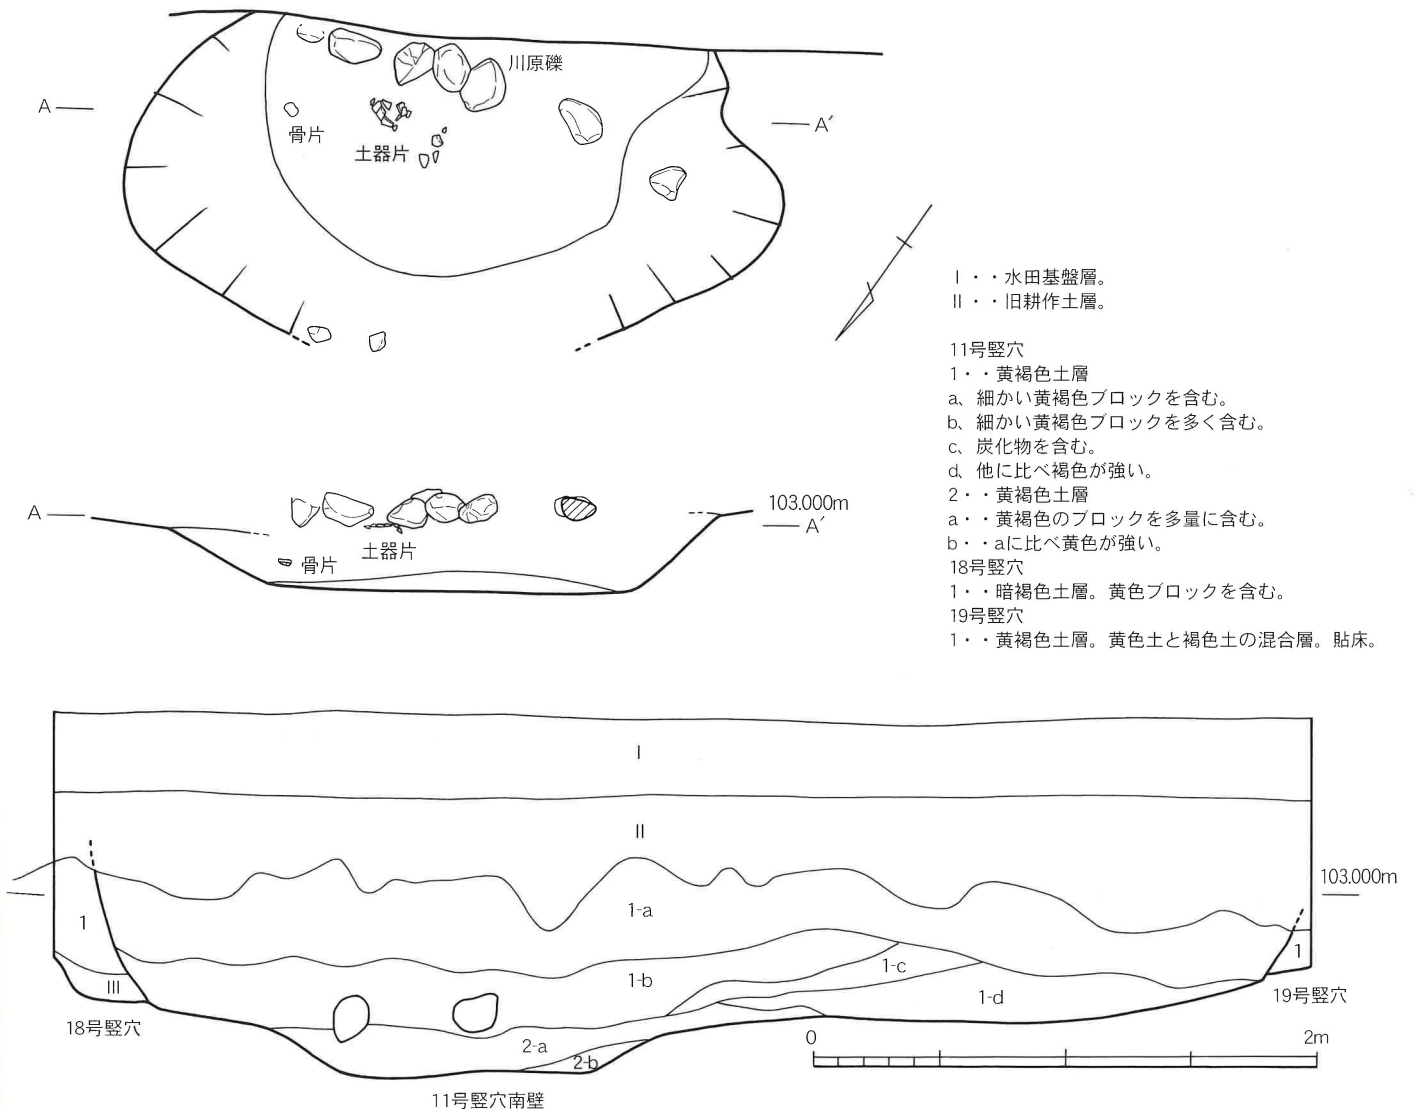 川原礫
A
A′
骨片
土器片
Ⅰ・・水田基盤層。
Ⅱ・・旧耕作土層。
11号竪穴
1・・黄褐色土層
a、細かい黄褐色ブロックを含む。
b、細かい黄褐色ブロックを多く含む。
c、炭化物を含む。
d、他に比べ褐色が強い。
2・・黄褐色土層
a・・黄褐色のブロックを多量に含む。
b・・aに比べ黄色が強い。
18号竪穴
1・・暗褐色土層。黄色ブロックを含む。
19号竪穴
1・・黄褐色土層。黄色土と褐色土の混合層。貼床。
A
103.000m
A′
土器片
骨片
Ⅰ
Ⅱ
103.000m
1
1-a
1
1-b
1-c
1-d
Ⅲ
18号竪穴
19号竪穴
2-a
2-b
0
2m
11号竪穴南壁